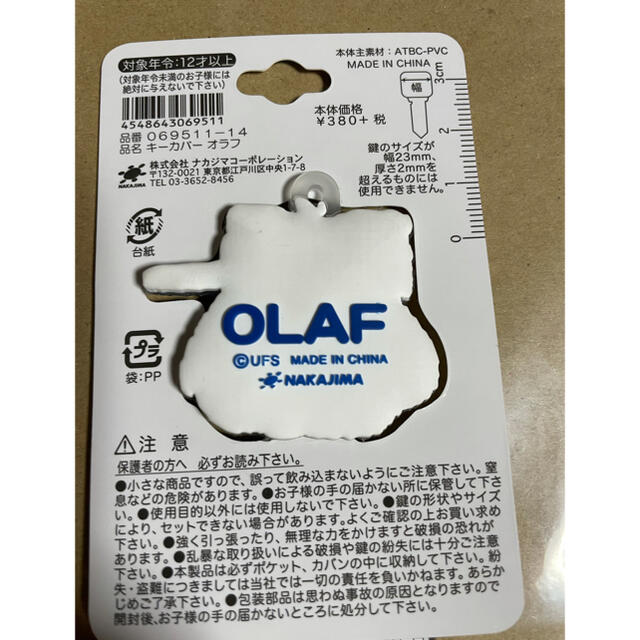 対象年令:12才以上
(対象年令未満のお子様には
絶対に与えないで下さい)
4548643069511
品番 069511-14
品名 キーカバー オラフ
株式会社 ナカジマコーポレーション
〒132-0021 東京都江戸川区中央1-7-8
TEL 03-3652-8456
NAKAJIMA
本体主素材:ATBC-PVC
MADE IN CHINA
本体価格
¥380+税
幅
3cm
2
1
0
鍵のサイズが
幅23mm、
厚さ2mmを
超えるものには
使用できません。
紙
台紙
プラ
袋:PP
OLAF
©UFS MADE IN CHINA
NAKAJIMA
⚠注意
保護者の方へ 必ずお読み下さい。
●小さな商品ですので、誤って飲み込まないようにご注意下さい。窒
息などの危険があります。●お子様の手の届かない所に保管して下さ
い。●使用目的以外には使用しないで下さい。●鍵の形状やサイズ
により、セットできない場合があります。よくご確認の上お買い求め
下さい。●強く引っ張ったり、無理な力をかけますと破損の恐れが
あります。●乱暴な取り扱いによる破損や鍵の紛失には十分ご注意
下さい。●本製品は必ずポケット、カバンの中に収納して下さい。紛
失・盗難につきましては当社では一切の責任を負いかねます。あらか
じめご了承下さい。●包装部品は思わぬ事故の原因となりますので
開封後、お子様の手の届かないところに処分して下さい。